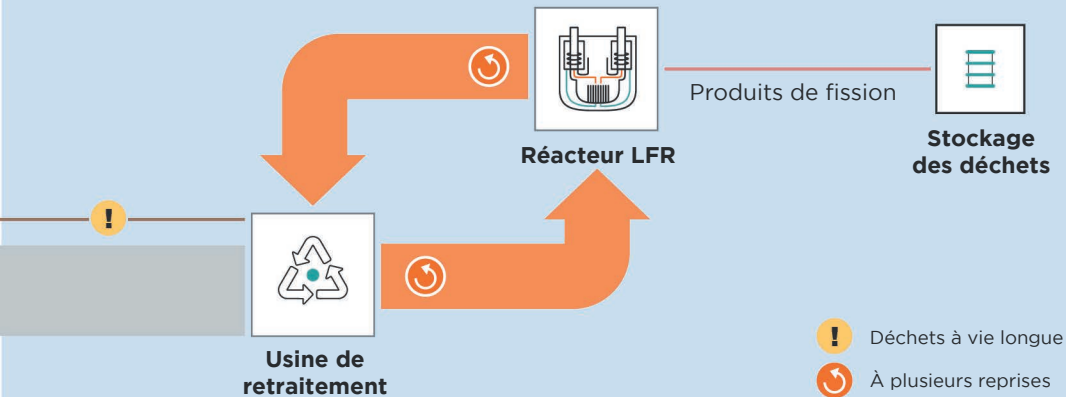 Réacteur LFR
Produits de fission
Stockage
des déchets
!
Usine de
retraitement
! Déchets à vie longue
À plusieurs reprises